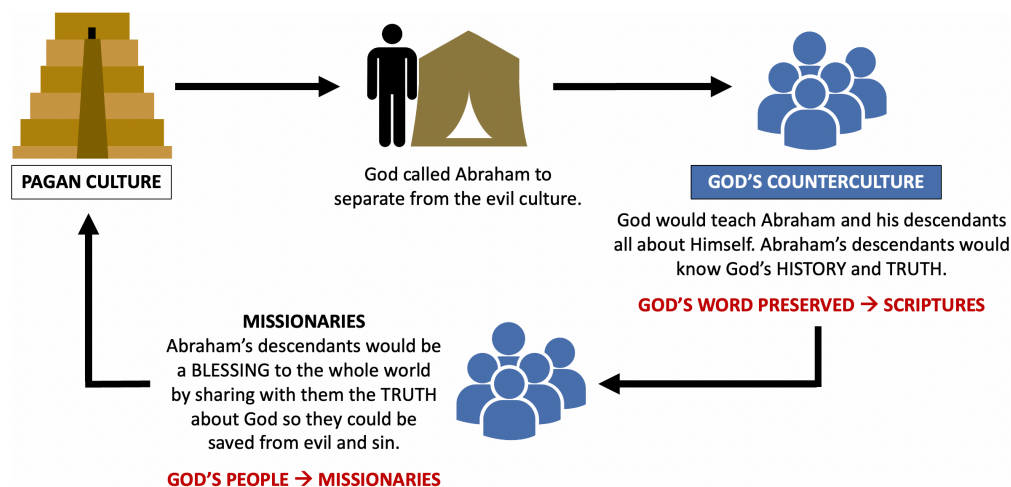 PAGAN CULTURE
God called Abraham to
separate from the evil culture.
GOD'S COUNTERCULTURE
God would teach Abraham and his descendants
all about Himself. Abraham's descendants would
know God's HISTORY and TRUTH.
GOD'S WORD PRESERVED → SCRIPTURES
MISSIONARIES
Abraham's descendants would be
a BLESSING to the whole world
by sharing with them the TRUTH
about God so they could be
saved from evil and sin.
GOD'S PEOPLE → MISSIONARIES